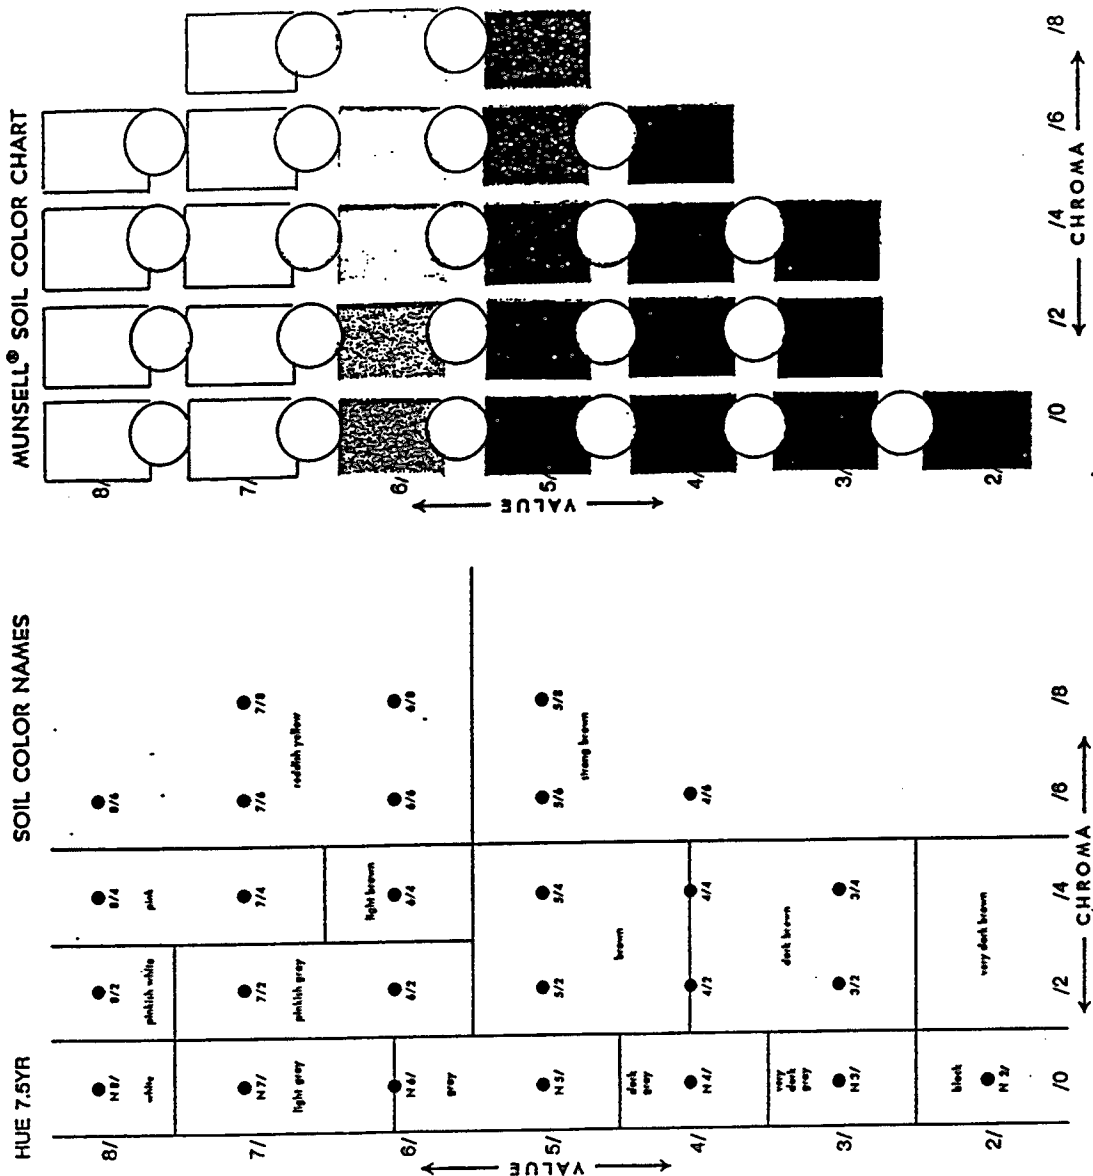 HUE 7.5YR
SOIL COLOR NAMES
MUNSELL® SOIL COLOR CHART
8/
N 8/
white
8/2
pinkish white
8/4
pink
8/6
7/
N 7/
light gray
7/2
pinkish gray
7/4
7/6
reddish yellow
7/8
6/
N 6/
gray
6/2
6/4
light brown
6/6
6/8
5/
N 5/
5/2
brown
5/4
5/6
strong brown
5/8
4/
dark
gray
N 4/
4/2
4/4
4/6
3/
very
dark
gray
N 3/
3/2
dark brown
3/4
2/
black
N 2/
very dark brown
← VALUE →
/0
/2
/4
/6
/8
← CHROMA →
8/
7/
6/
5/
4/
3/
2/
← VALUE →
/0
/2
/4
/6
/8
← CHROMA →